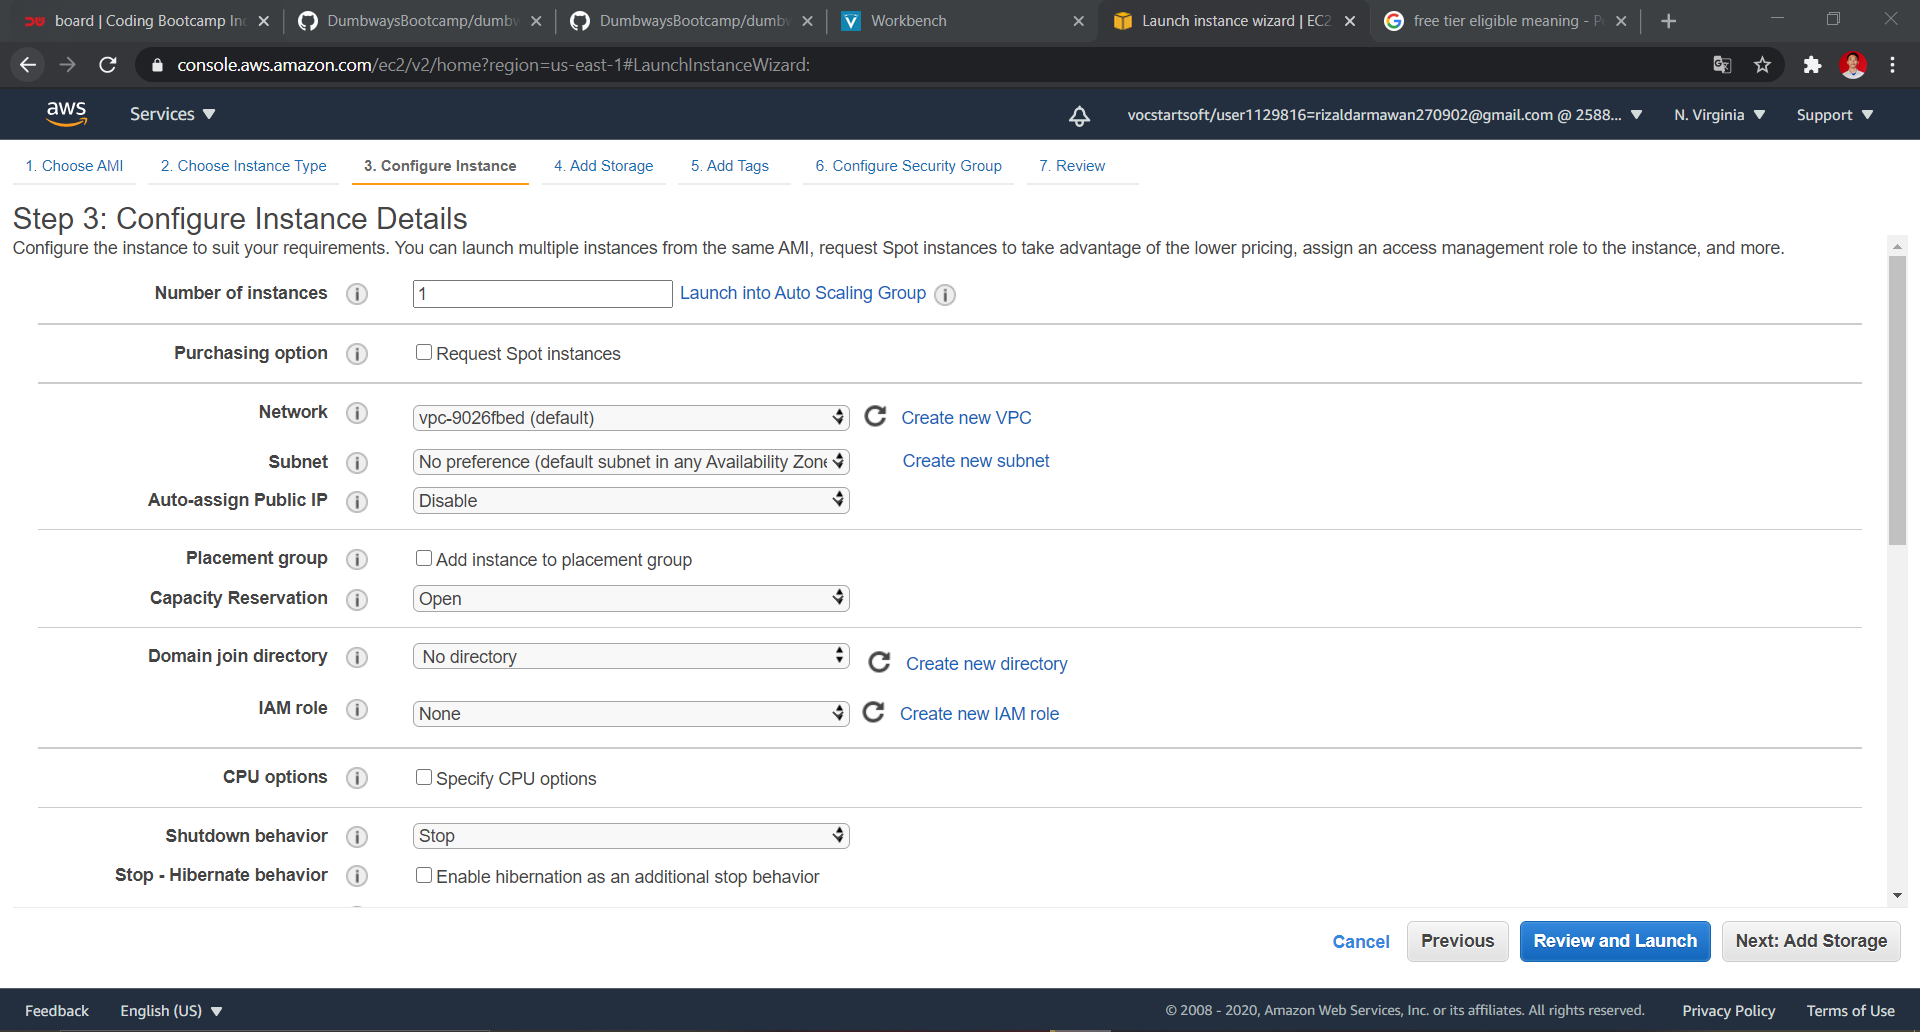 board | Coding Bootcamp In
DumbwaysBootcamp/dumbw
DumbwaysBootcamp/dumbw
Workbench
Launch instance wizard | EC2
free tier eligible meaning - P
console.aws.amazon.com/ec2/v2/home?region=us-east-1#LaunchInstanceWizard:
aws
Services
vocstartsoft/user1129816=rizaldarmawan270902@gmail.com @ 2588...
N. Virginia
Support
1. Choose AMI
2. Choose Instance Type
3. Configure Instance
4. Add Storage
5. Add Tags
6. Configure Security Group
7. Review
Step 3: Configure Instance Details
Configure the instance to suit your requirements. You can launch multiple instances from the same AMI, request Spot instances to take advantage of the lower pricing, assign an access management role to the instance, and more.
Number of instances i 1 Launch into Auto Scaling Group i
Purchasing option i Request Spot instances
Network i vpc-9026fbed (default) Create new VPC
Subnet i No preference (default subnet in any Availability Zone Create new subnet
Auto-assign Public IP i Disable
Placement group i Add instance to placement group
Capacity Reservation i Open
Domain join directory i No directory Create new directory
IAM role i None Create new IAM role
CPU options i Specify CPU options
Shutdown behavior i Stop
Stop - Hibernate behavior i Enable hibernation as an additional stop behavior
Cancel
Previous
Review and Launch
Next: Add Storage
Feedback
English (US)
© 2008 - 2020, Amazon Web Services, Inc. or its affiliates. All rights reserved.
Privacy Policy
Terms of Use